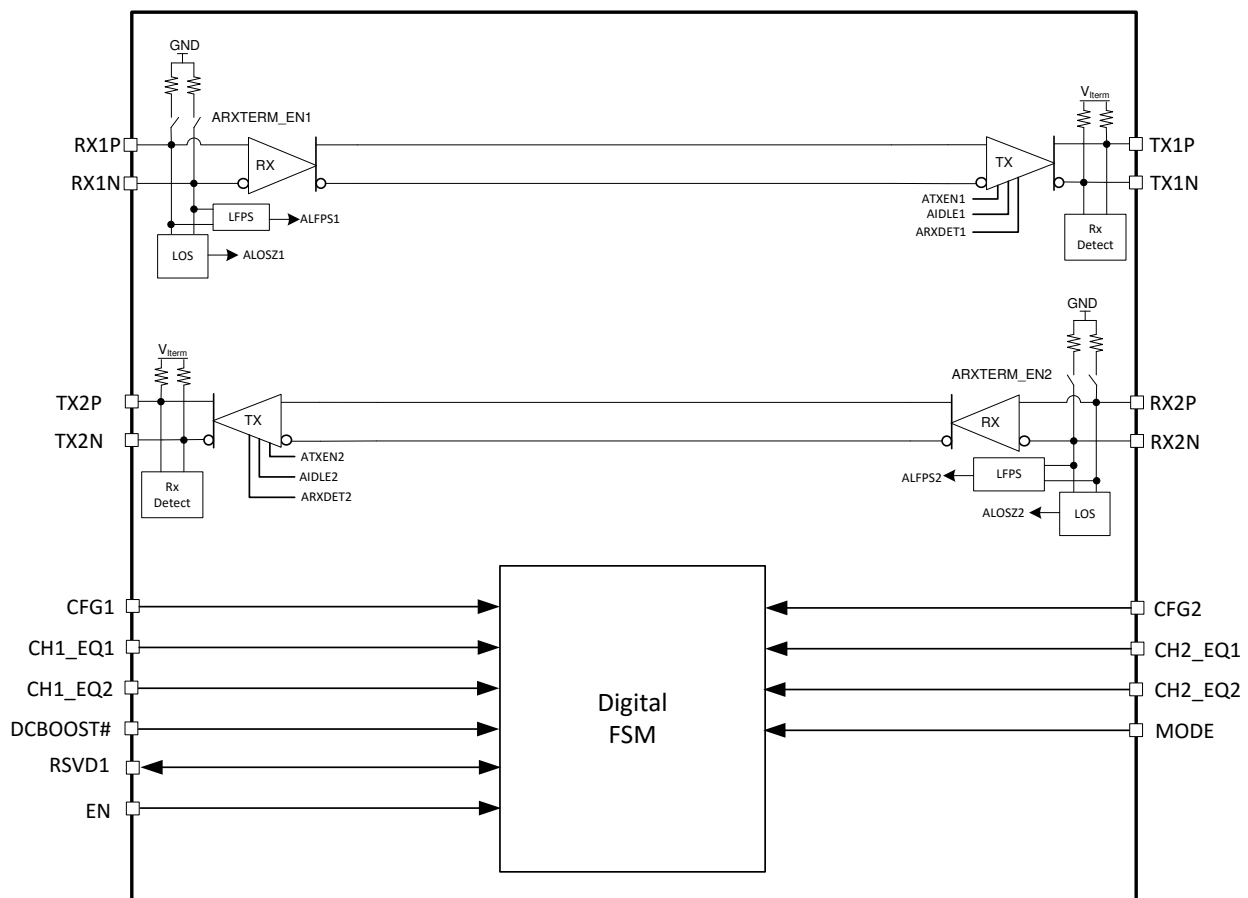 GND
ARXTERM_EN1
RX1P
RX1N
RX
LFPS
ALFPS1
LOS
ALOSZ1
VIterm
TX1P
TX1N
TX
ATXEN1
AIDLE1
ARXDET1
Rx
Detect
VIterm
TX2P
TX2N
TX
ATXEN2
AIDLE2
ARXDET2
Rx
Detect
GND
ARXTERM_EN2
RX2P
RX2N
RX
LFPS
ALFPS2
LOS
ALOSZ2
CFG1
CH1_EQ1
CH1_EQ2
DCBOOST#
RSVD1
EN
Digital
FSM
CFG2
CH2_EQ1
CH2_EQ2
MODE